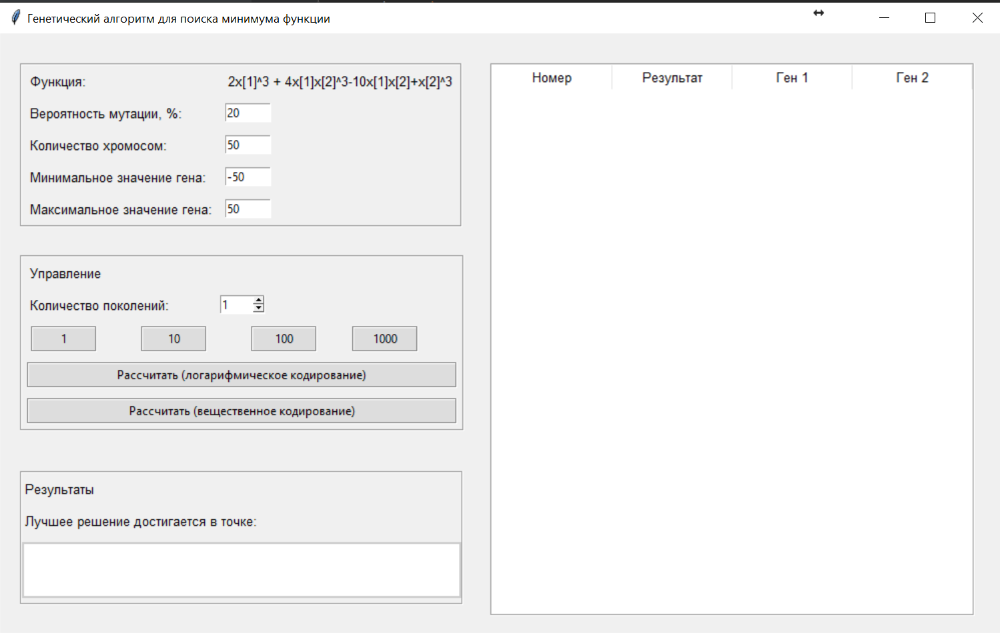 Генетический алгоритм для поиска минимума функции
Функция: 2x[1]^3 + 4x[1]x[2]^3-10x[1]x[2]+x[2]^3
Вероятность мутации, %: 20
Количество хромосом: 50
Минимальное значение гена: -50
Максимальное значение гена: 50
Управление
Количество поколений: 1
1 10 100 1000
Рассчитать (логарифмическое кодирование)
Рассчитать (вещественное кодирование)
Результаты
Лучшее решение достигается в точке:
Номер Результат Ген 1 Ген 2